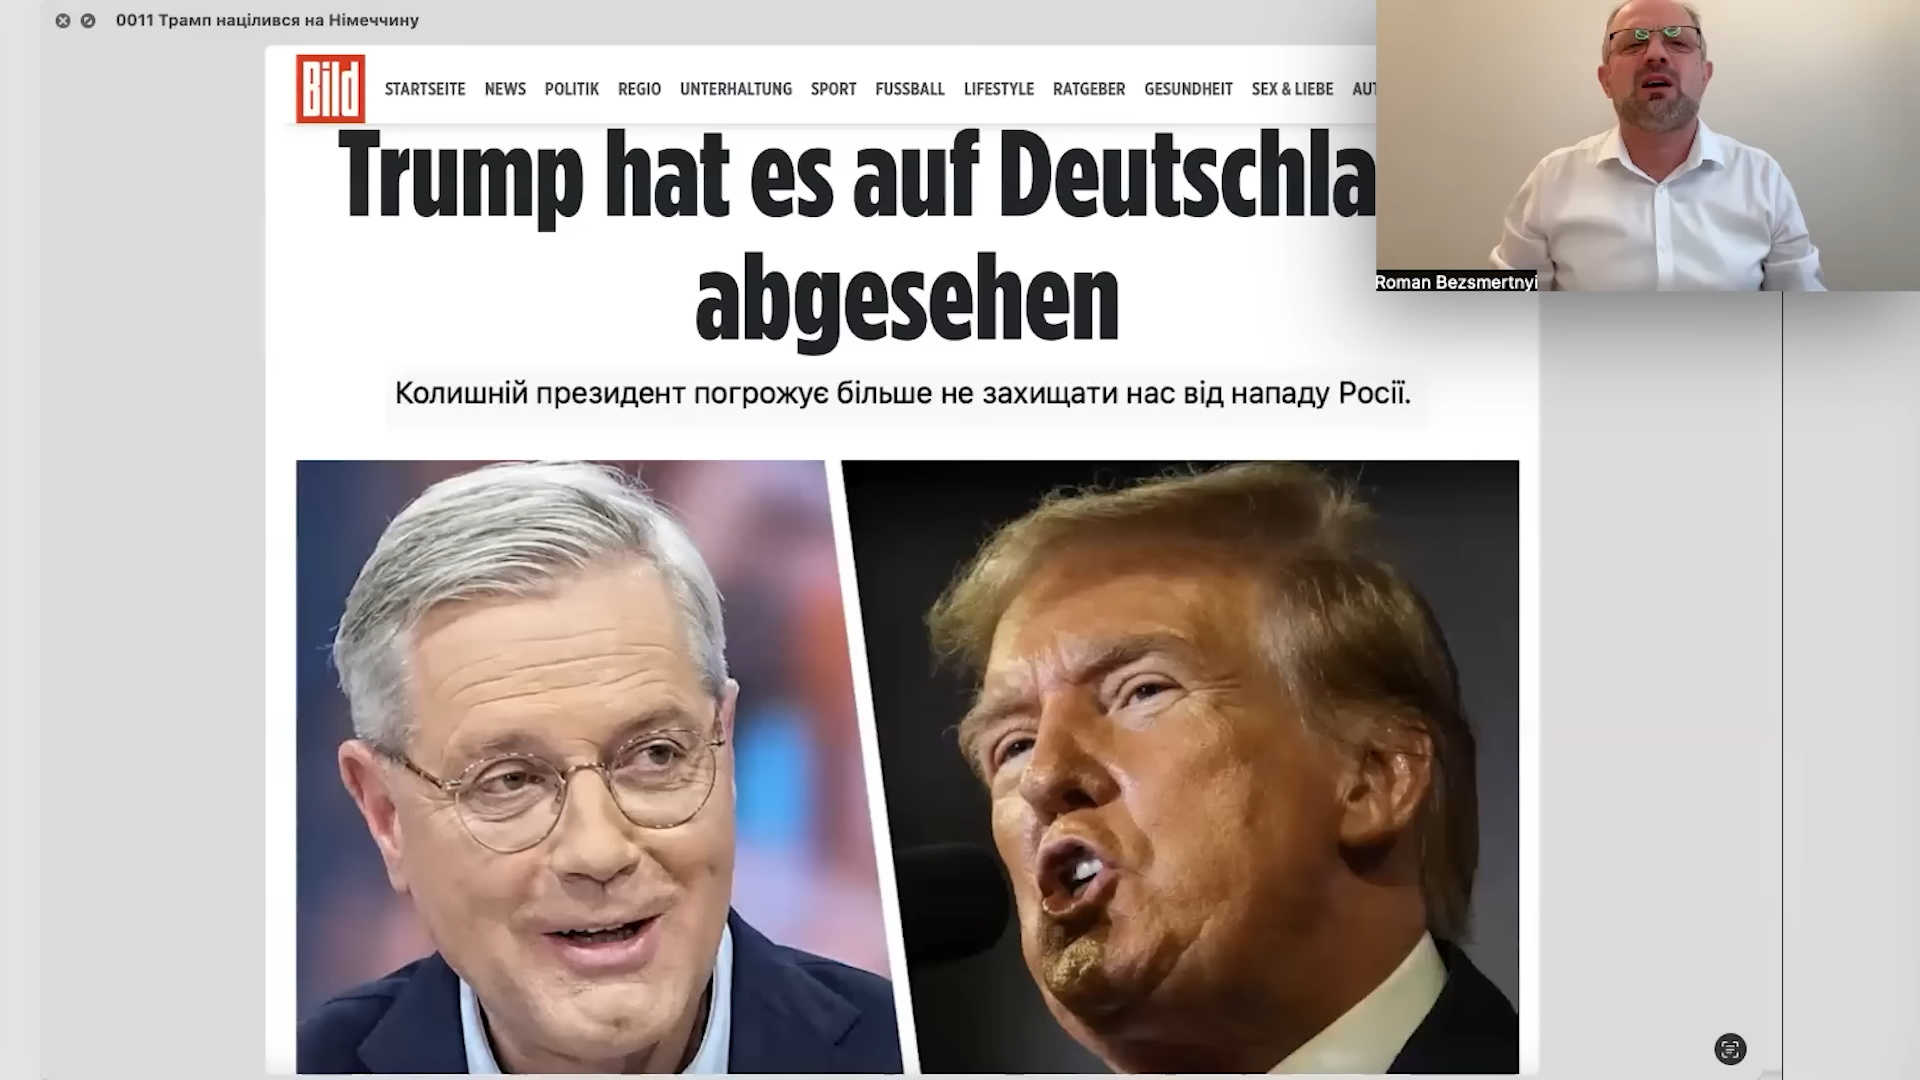 0011 Трамп націлився на Німеччину
Bild
STARTSEITE NEWS POLITIK REGIO UNTERHALTUNG SPORT FUSSBALL LIFESTYLE RATGEBER GESUNDHEIT SEX & LIEBE
Trump hat es auf Deutschla
abgesehen
Колишній президент погрожує більше не захищати нас від нападу Росії.
Roman Bezsmertnyi